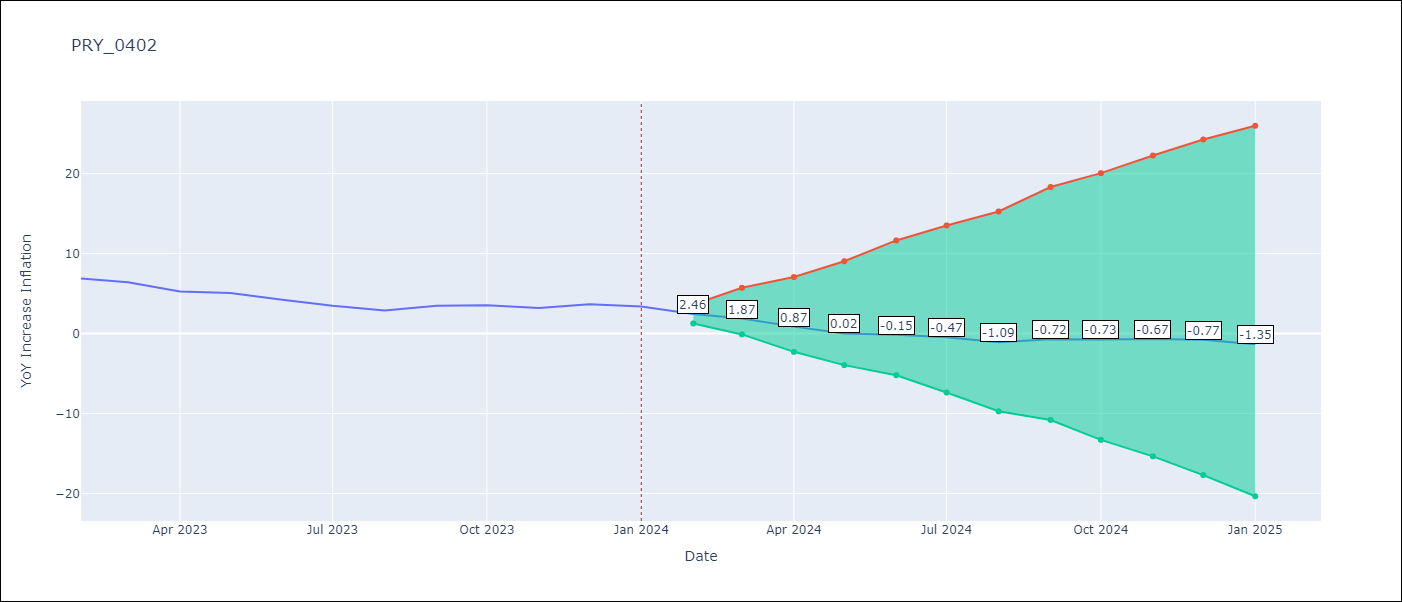 PRY_0402
YoY Increase Inflation
20
10
0
−10
−20
2.46
1.87
0.87
0.02
-0.15
-0.47
-1.09
-0.72
-0.73
-0.67
-0.77
-1.35
Apr 2023
Jul 2023
Oct 2023
Jan 2024
Apr 2024
Jul 2024
Oct 2024
Jan 2025
Date